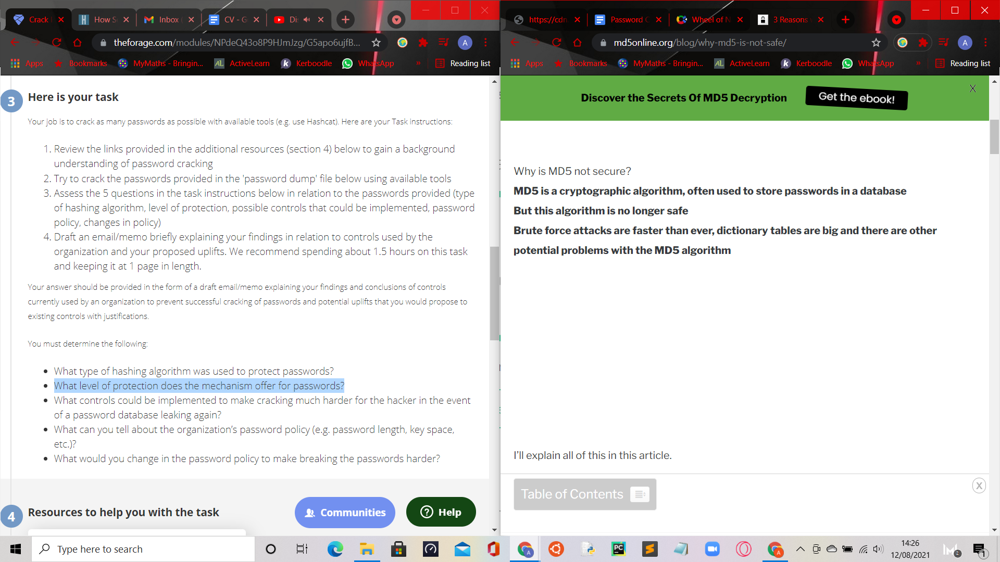 Crack
How S
Inbox
CV - G
Di
https://cdn
Password C
Wheel of N
3 Reasons
theforage.com/modules/NPdeQ43o8P9HJmJzg/G5apo6ujfB...
A
md5online.org/blog/why-md5-is-not-safe/
A
Apps
Bookmarks
MyMaths - Bringin...
AL ActiveLearn
k Kerboodle
WhatsApp
»
Reading list
Apps
Bookmarks
MyMaths - Bringin...
AL ActiveLearn
k Kerboodle
WhatsApp
»
Reading list
3
Here is your task
Your job is to crack as many passwords as possible with available tools (e.g. use Hashcat). Here are your Task instructions:
1. Review the links provided in the additional resources (section 4) below to gain a background
understanding of password cracking
2. Try to crack the passwords provided in the 'password dump' file below using available tools
3. Assess the 5 questions in the task instructions below in relation to the passwords provided (type
of hashing algorithm, level of protection, possible controls that could be implemented, password
policy, changes in policy)
4. Draft an email/memo briefly explaining your findings in relation to controls used by the
organization and your proposed uplifts. We recommend spending about 1.5 hours on this task
and keeping it at 1 page in length.
Your answer should be provided in the form of a draft email/memo explaining your findings and conclusions of controls
currently used by an organization to prevent successful cracking of passwords and potential uplifts that you would propose to
existing controls with justifications.
You must determine the following:
• What type of hashing algorithm was used to protect passwords?
• What level of protection does the mechanism offer for passwords?
• What controls could be implemented to make cracking much harder for the hacker in the event
of a password database leaking again?
• What can you tell about the organization's password policy (e.g. password length, key space,
etc.)?
• What would you change in the password policy to make breaking the passwords harder?
4
Resources to help you with the task
Communities
Help
Discover the Secrets Of MD5 Decryption
Get the ebook!
X
Why is MD5 not secure?
MD5 is a cryptographic algorithm, often used to store passwords in a database
But this algorithm is no longer safe
Brute force attacks are faster than ever, dictionary tables are big and there are other
potential problems with the MD5 algorithm
I'll explain all of this in this article.
Table of Contents
X
Type here to search
PC
14:26
12/08/2021
2
1